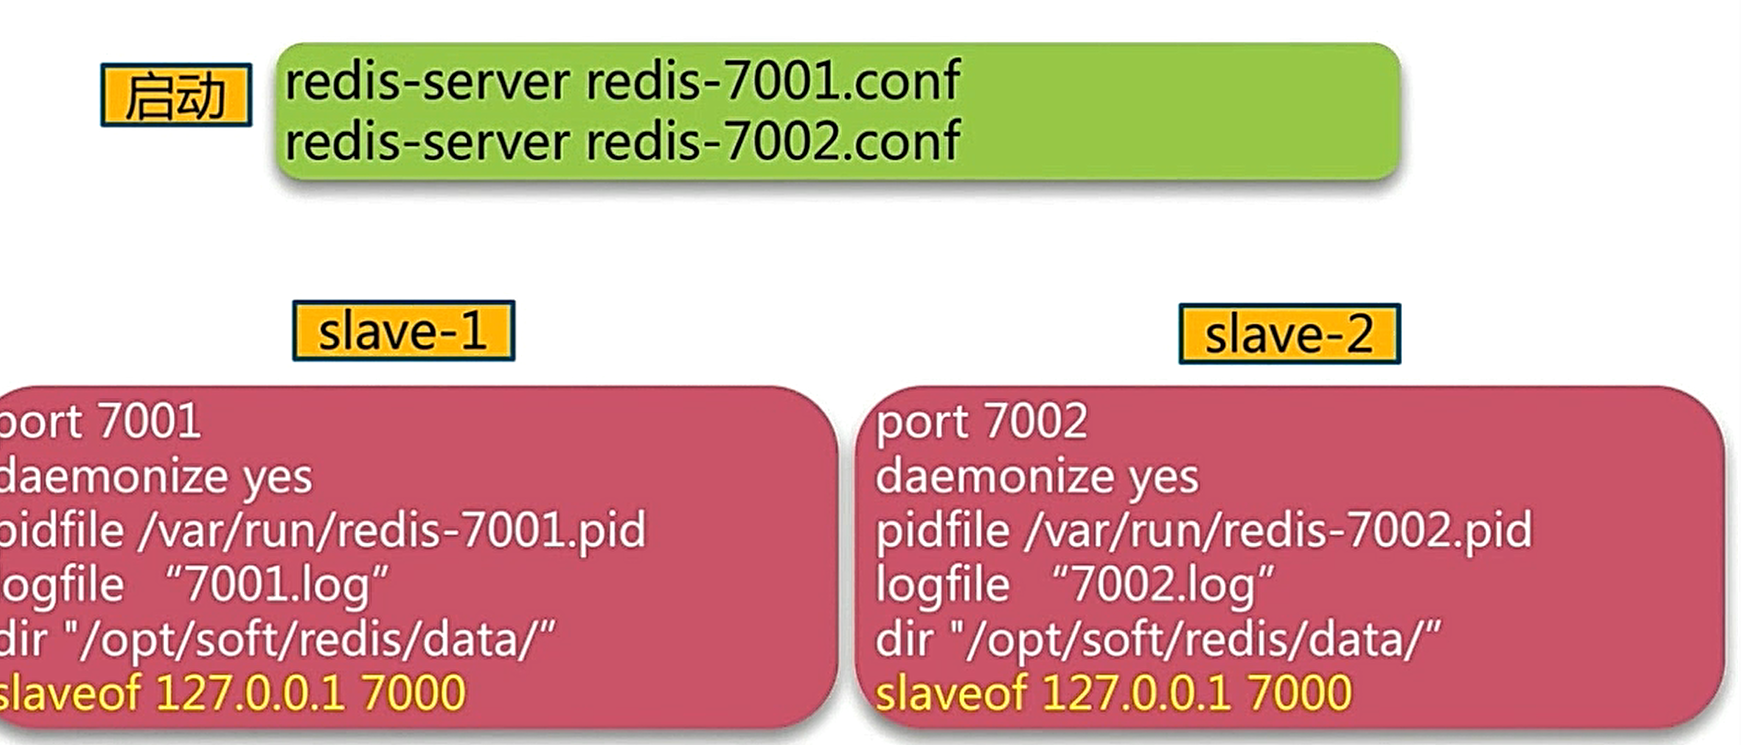 启动
redis-server redis-7001.conf
redis-server redis-7002.conf
slave-1
port 7001
daemonize yes
pidfile /var/run/redis-7001.pid
logfile “7001.log”
dir "/opt/soft/redis/data/”
slaveof 127.0.0.1 7000
slave-2
port 7002
daemonize yes
pidfile /var/run/redis-7002.pid
logfile “7002.log”
dir "/opt/soft/redis/data/”
slaveof 127.0.0.1 7000